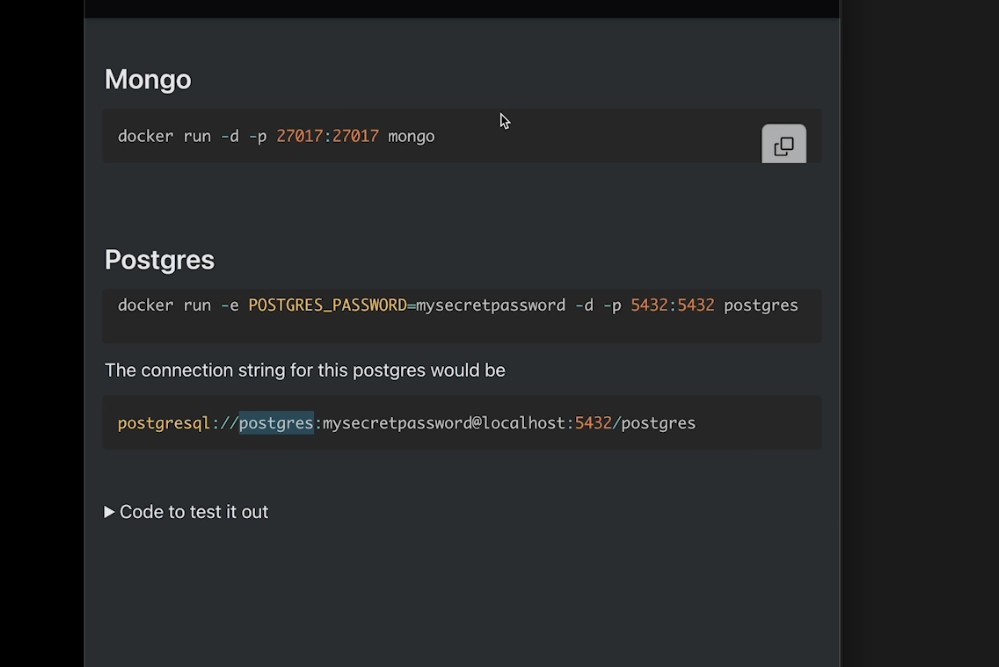 Mongo
docker run -d -p 27017:27017 mongo
Postgres
docker run -e POSTGRES_PASSWORD=mysecretpassword -d -p 5432:5432 postgres
The connection string for this postgres would be
postgresql://postgres:mysecretpassword@localhost:5432/postgres
Code to test it out